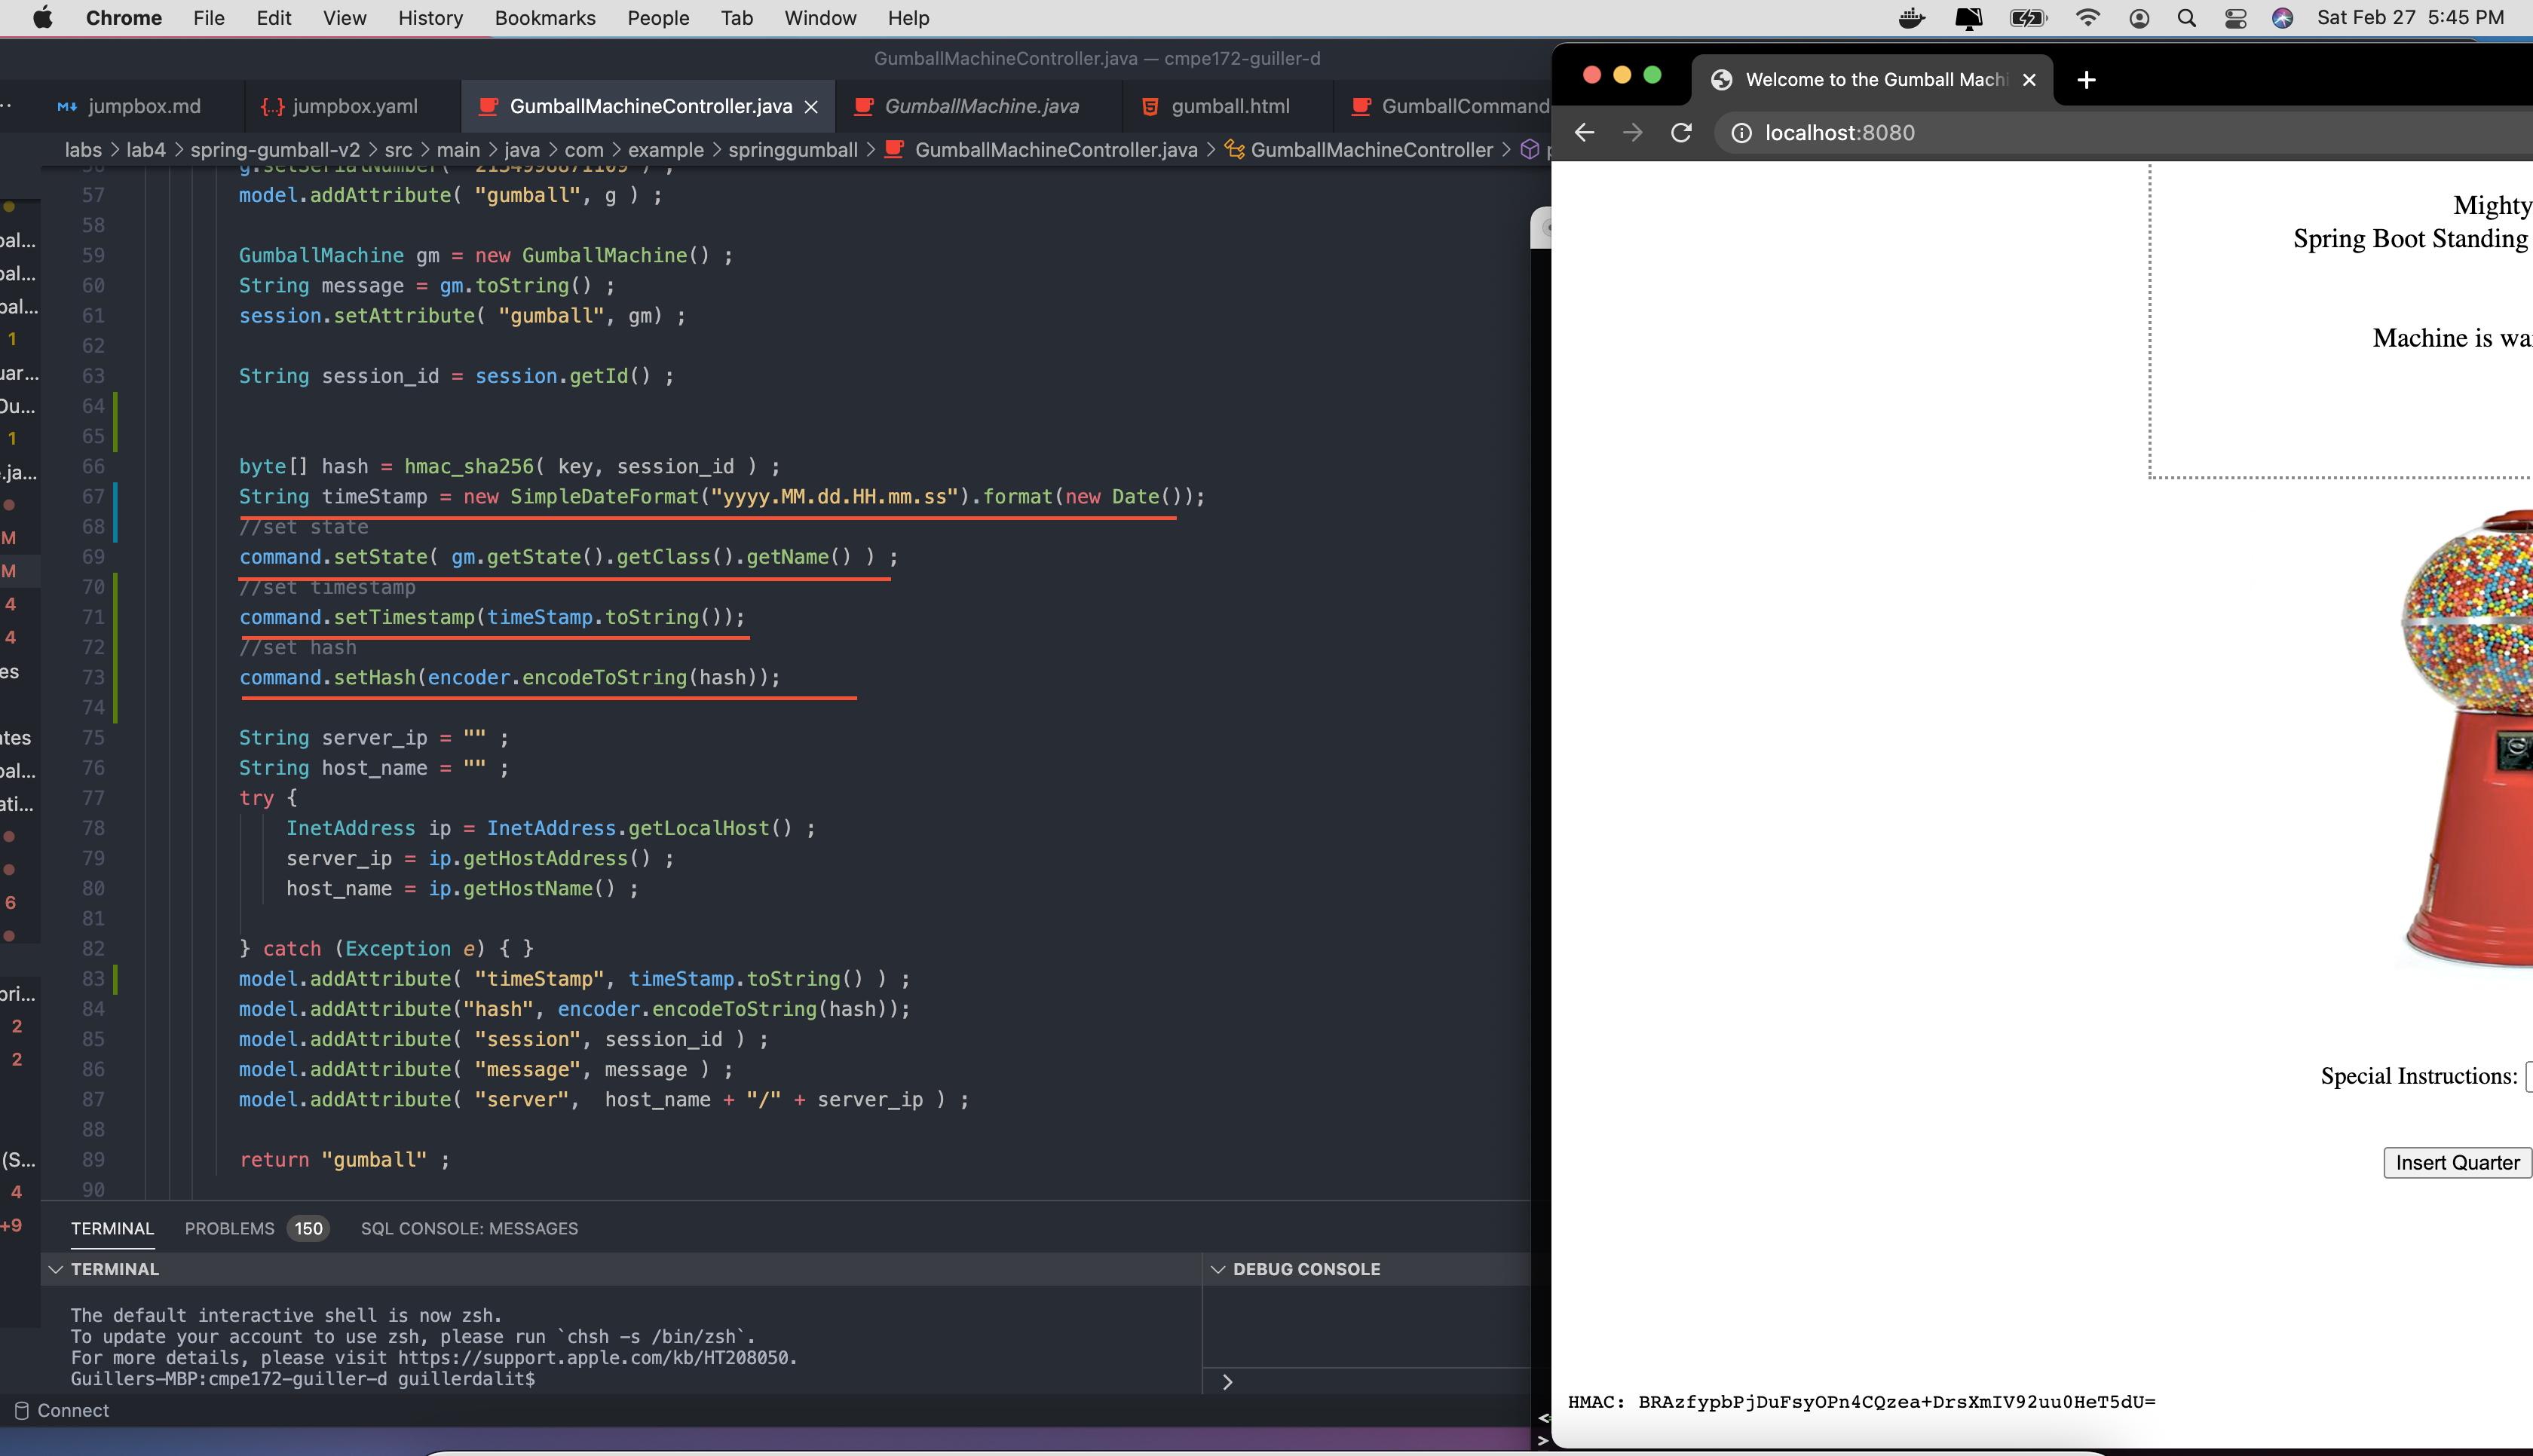 Chrome File Edit View History Bookmarks People Tab Window Help Sat Feb 27 5:45 PM
GumballMachineController.java — cmpe172-guiller-d
jumpbox.md {..} jumpbox.yaml GumballMachineController.java GumballMachine.java gumball.html GumballCommand
labs > lab4 > spring-gumball-v2 > src > main > java > com > example > springgumball > GumballMachineController.java > GumballMachineController >
57 model.addAttribute( "gumball", g ) ;
58
59 GumballMachine gm = new GumballMachine() ;
60 String message = gm.toString() ;
61 session.setAttribute( "gumball", gm) ;
62
63 String session_id = session.getId() ;
64
65
66 byte[] hash = hmac_sha256( key, session_id ) ;
67 String timeStamp = new SimpleDateFormat("yyyy.MM.dd.HH.mm.ss").format(new Date());
68 //set state
69 command.setState( gm.getState().getClass().getName() ) ;
70 //set timestamp
71 command.setTimestamp(timeStamp.toString());
72 //set hash
73 command.setHash(encoder.encodeToString(hash));
74
75 String server_ip = "" ;
76 String host_name = "" ;
77 try {
78 InetAddress ip = InetAddress.getLocalHost() ;
79 server_ip = ip.getHostAddress() ;
80 host_name = ip.getHostName() ;
81
82 } catch (Exception e) { }
83 model.addAttribute( "timeStamp", timeStamp.toString() ) ;
84 model.addAttribute("hash", encoder.encodeToString(hash));
85 model.addAttribute( "session", session_id ) ;
86 model.addAttribute( "message", message ) ;
87 model.addAttribute( "server", host_name + "/" + server_ip ) ;
88
89 return "gumball" ;
90
TERMINAL PROBLEMS 150 SQL CONSOLE: MESSAGES
TERMINAL
DEBUG CONSOLE
The default interactive shell is now zsh.
To update your account to use zsh, please run `chsh -s /bin/zsh`.
For more details, please visit https://support.apple.com/kb/HT208050.
Guillers-MBP:cmpe172-guiller-d guillerdalit$
Connect
Welcome to the Gumball Machi
localhost:8080
Mighty
Spring Boot Standing
Machine is wa
Special Instructions:
Insert Quarter
HMAC: BRAzfypbPjDuFsyOPn4CQzea+DrsXmIV92uu0HeT5dU=